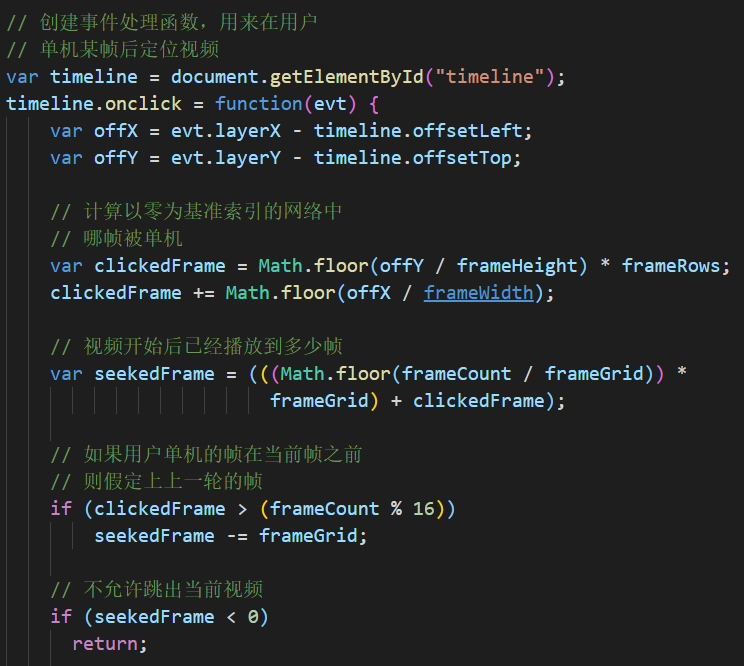 // 创建事件处理函数，用来在用户
// 单机某帧后定位视频
var timeline = document.getElementById("timeline");
timeline.onclick = function(evt) {
var offX = evt.layerX - timeline.offsetLeft;
var offY = evt.layerY - timeline.offsetTop;
// 计算以零为基准索引的网络中
// 哪帧被单机
var clickedFrame = Math.floor(offY / frameHeight) * frameRows;
clickedFrame += Math.floor(offX / frameWidth);
// 视频开始后已经播放到多少帧
var seekedFrame = (((Math.floor(frameCount / frameGrid)) *
frameGrid) + clickedFrame);
// 如果用户单机的帧在当前帧之前
// 则假定上上一轮的帧
if (clickedFrame > (frameCount % 16))
seekedFrame -= frameGrid;
// 不允许跳出当前视频
if (seekedFrame < 0)
return;